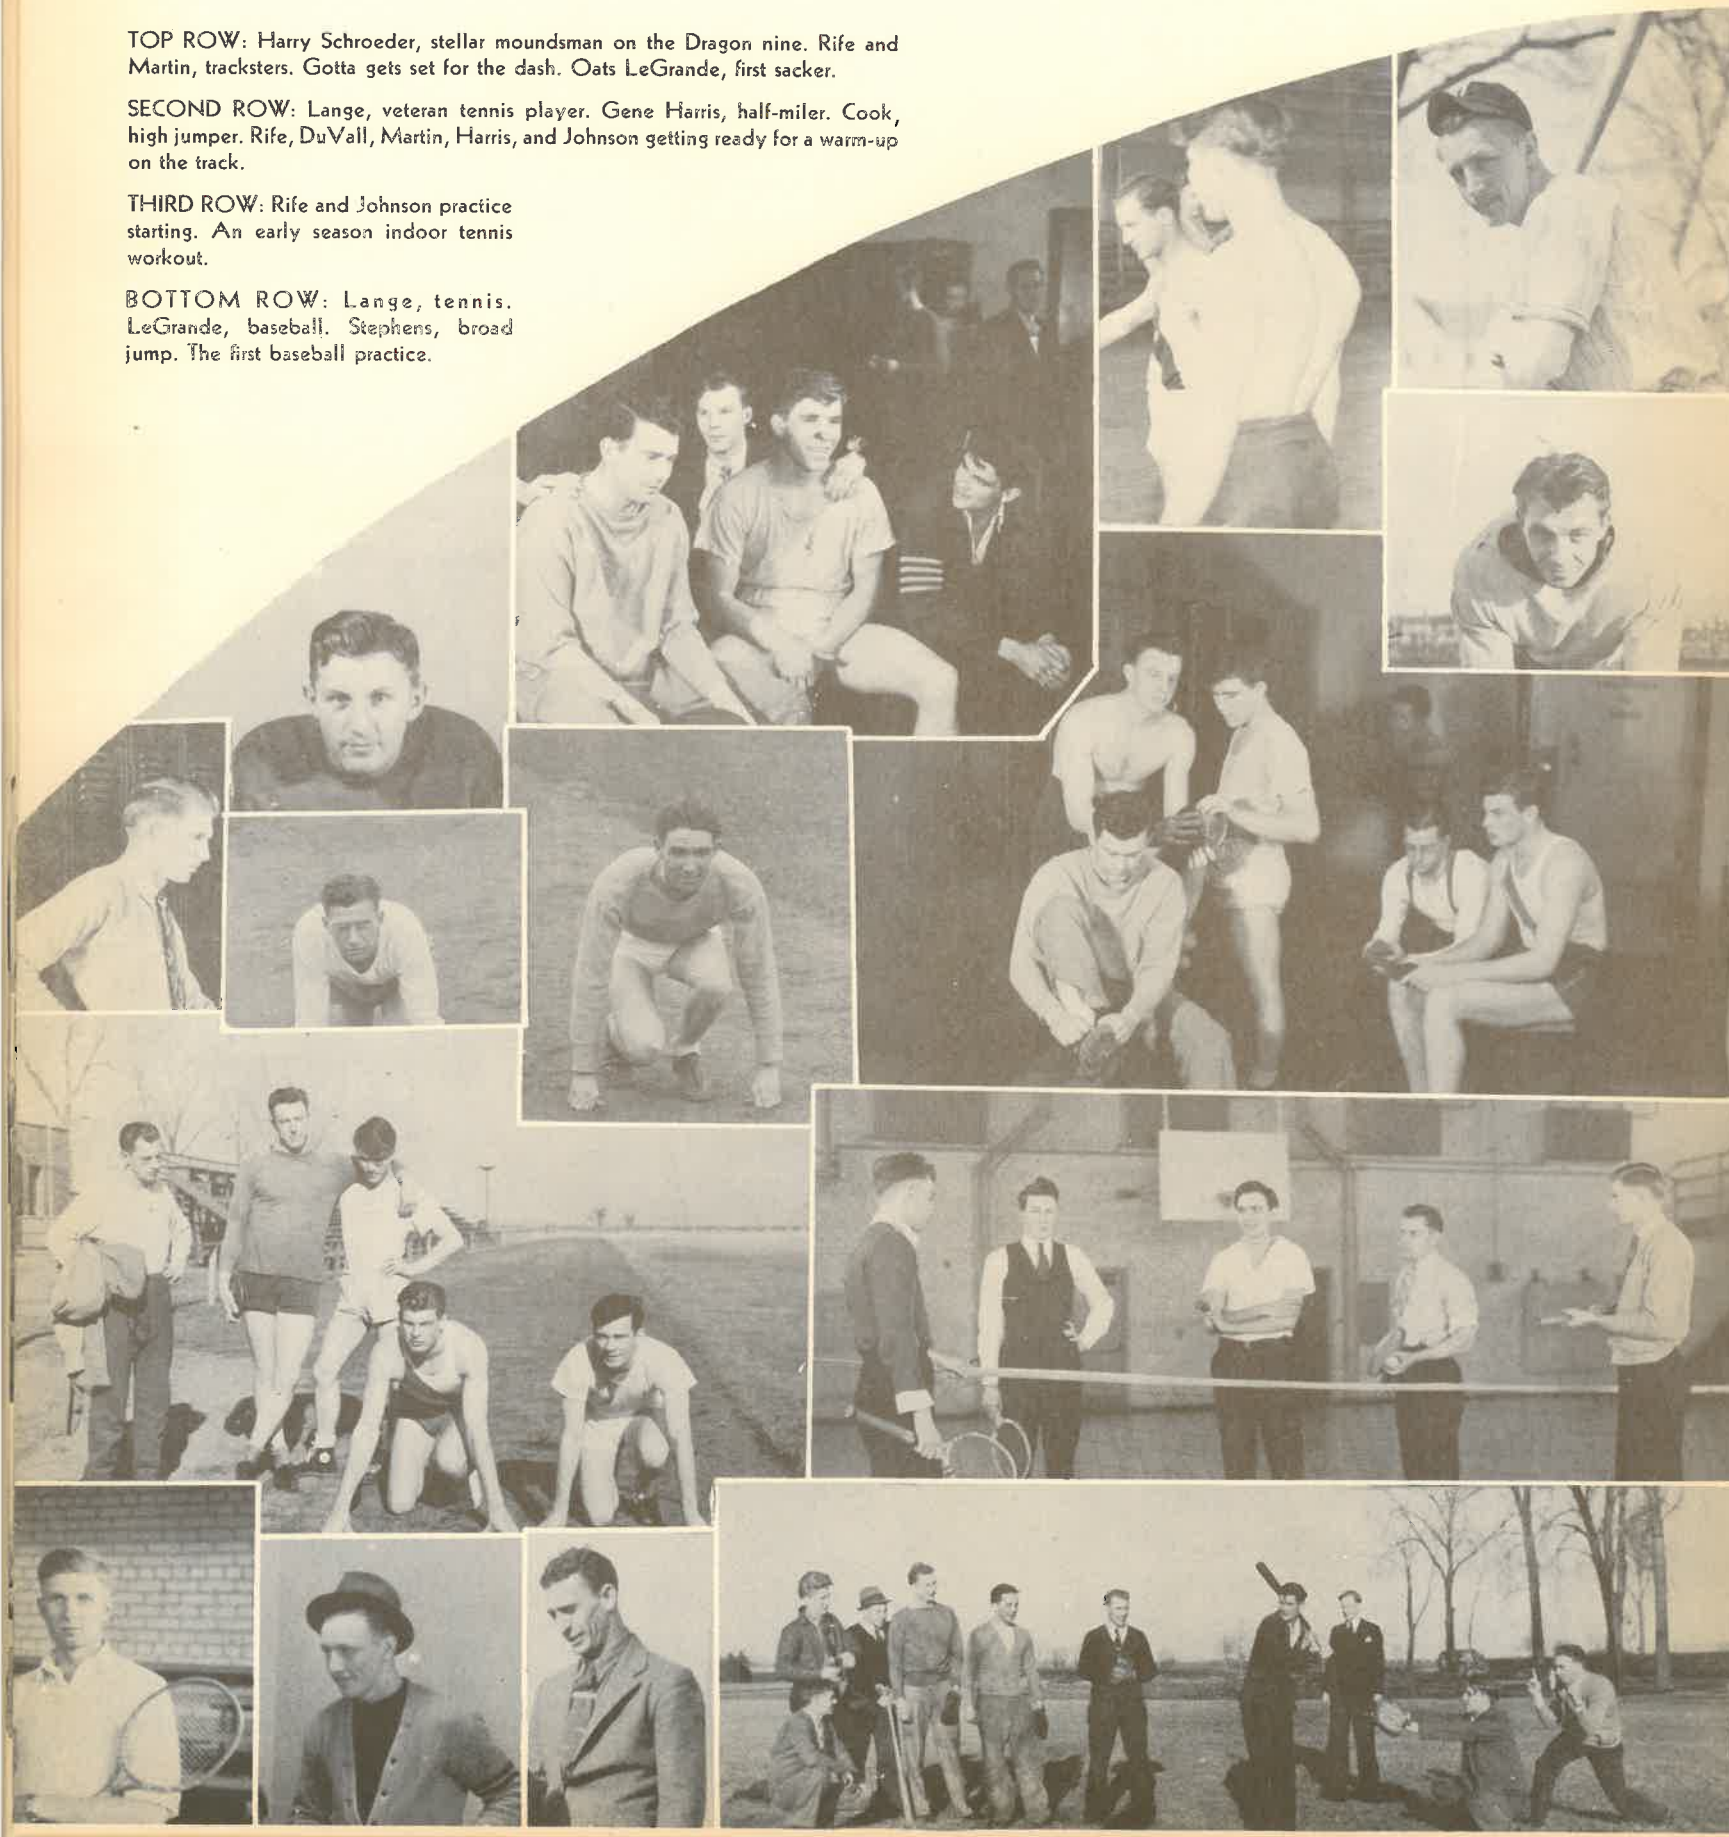 TOP ROW: Harry Schroeder, stellar moundsman on the Dragon nine. Rife and
Martin, tracksters. Gotta gets set for the dash. Oats LeGrande, first sacker.
SECOND ROW: Lange, veteran tennis player. Gene Harris, half-miler. Cook,
high jumper. Rife, DuVall, Martin, Harris, and Johnson getting ready for a warm-up
on the track.
THIRD ROW: Rife and Johnson practice
starting. An early season indoor tennis
workout.
BOTTOM ROW: Lange, tennis.
LeGrande, baseball. Stephens, broad
jump. The first baseball practice.